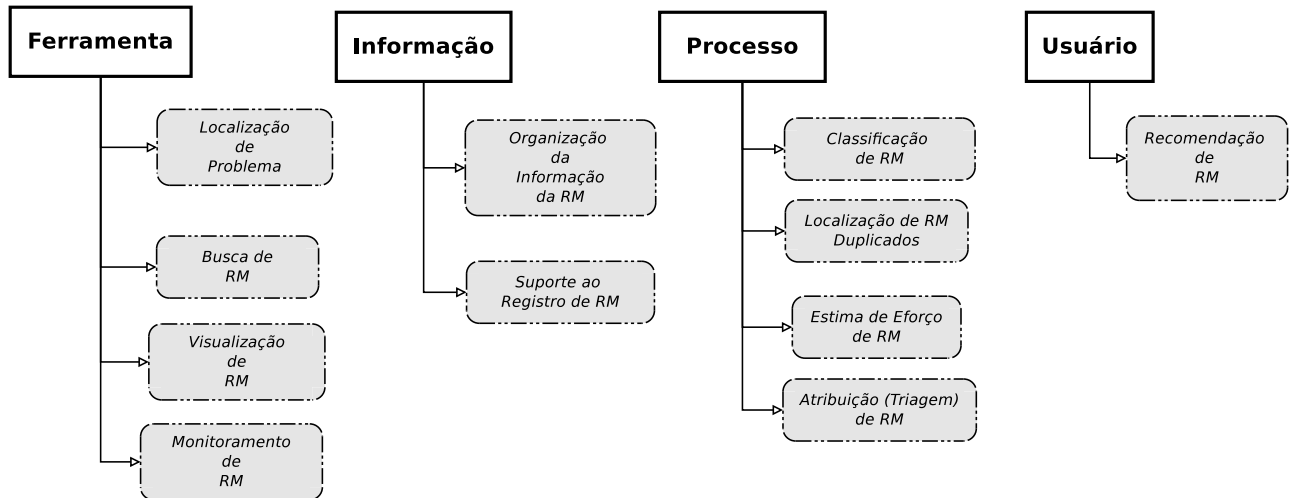 Ferramenta
Localização
de
Problema
Busca de
RM
Visualização
de
RM
Monitoramento
de
RM
Informação
Organização
da
Informação
da RM
Suporte ao
Registro de RM
Processo
Classificação
de RM
Localização de RM
Duplicados
Estima de Eforço
de RM
Atribuição (Triagem)
de RM
Usuário
Recomendação
de
RM